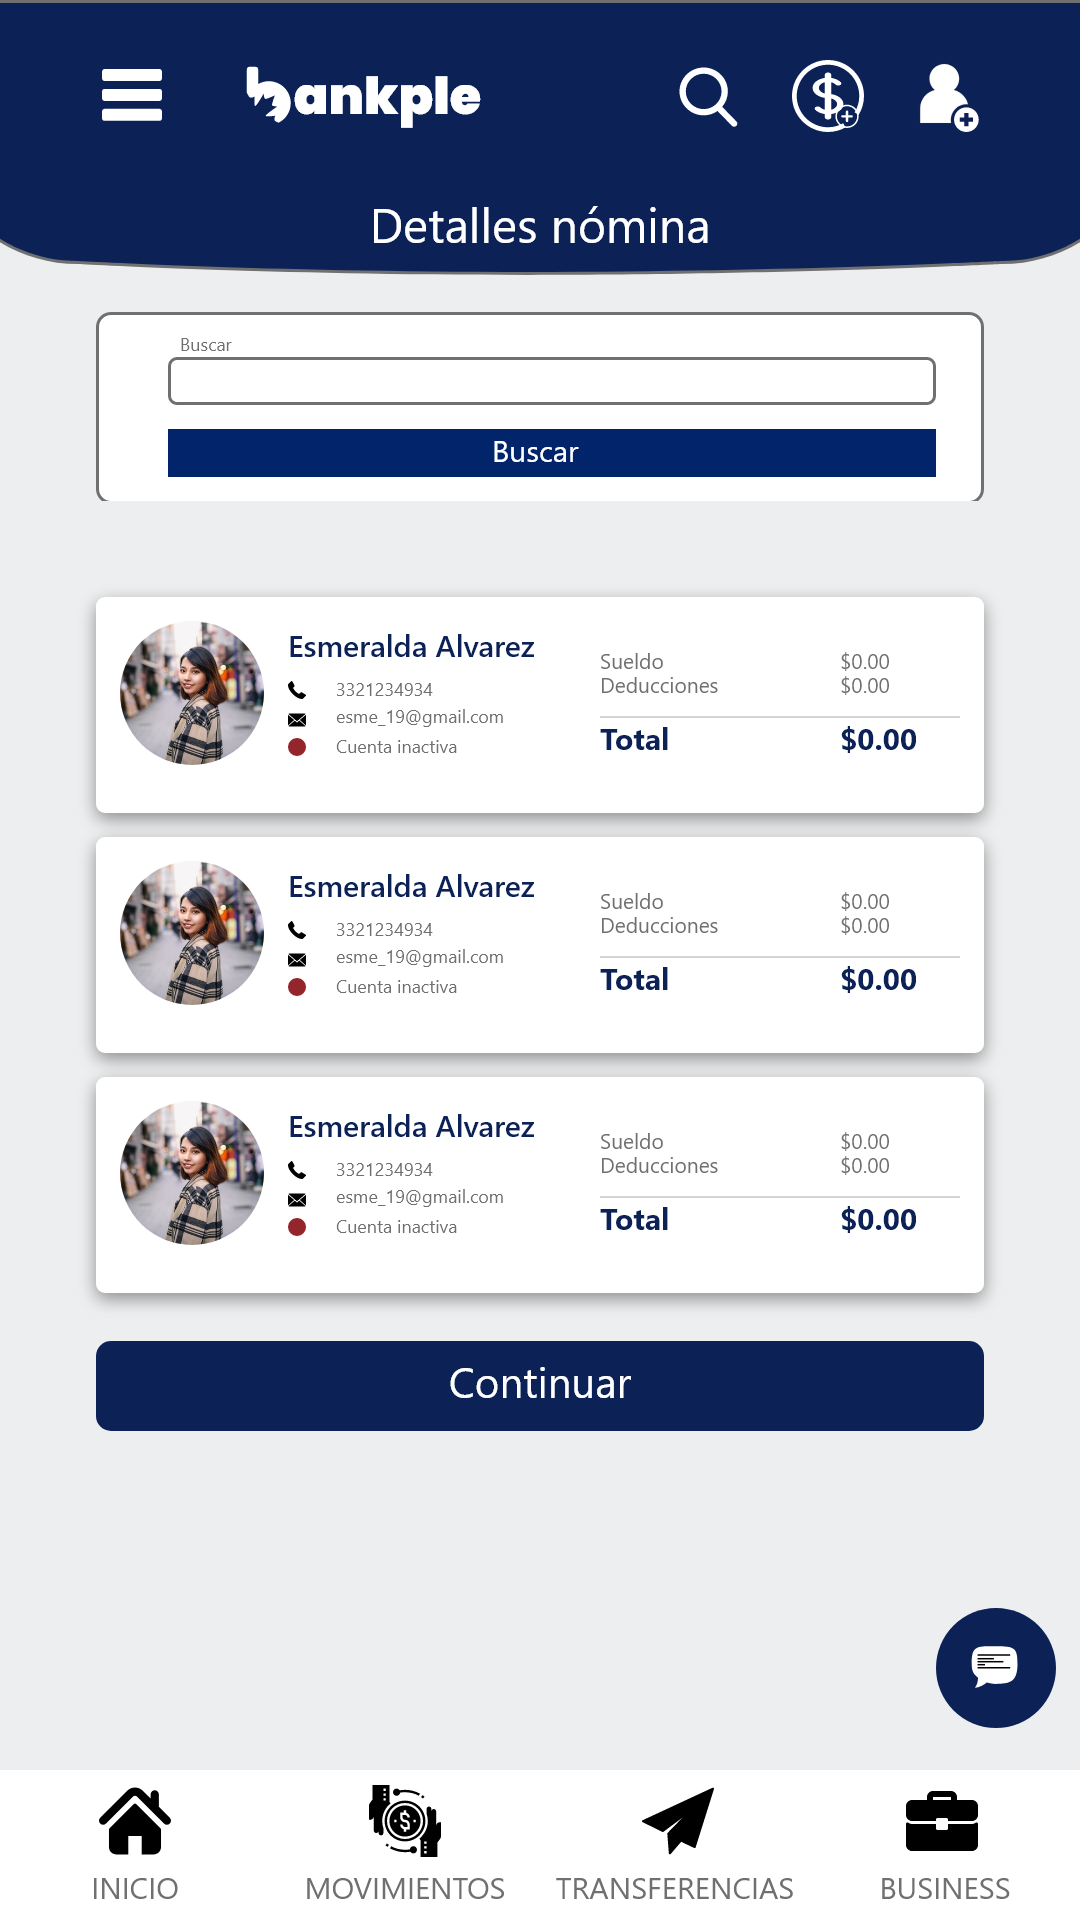 bankple
Detalles nómina
Buscar
Buscar
Esmeralda Alvarez
3321234934
esme_19@gmail.com
Cuenta inactiva
Sueldo $0.00
Deducciones $0.00
Total $0.00
Esmeralda Alvarez
3321234934
esme_19@gmail.com
Cuenta inactiva
Sueldo $0.00
Deducciones $0.00
Total $0.00
Esmeralda Alvarez
3321234934
esme_19@gmail.com
Cuenta inactiva
Sueldo $0.00
Deducciones $0.00
Total $0.00
Continuar
INICIO MOVIMIENTOS TRANSFERENCIAS BUSINESS